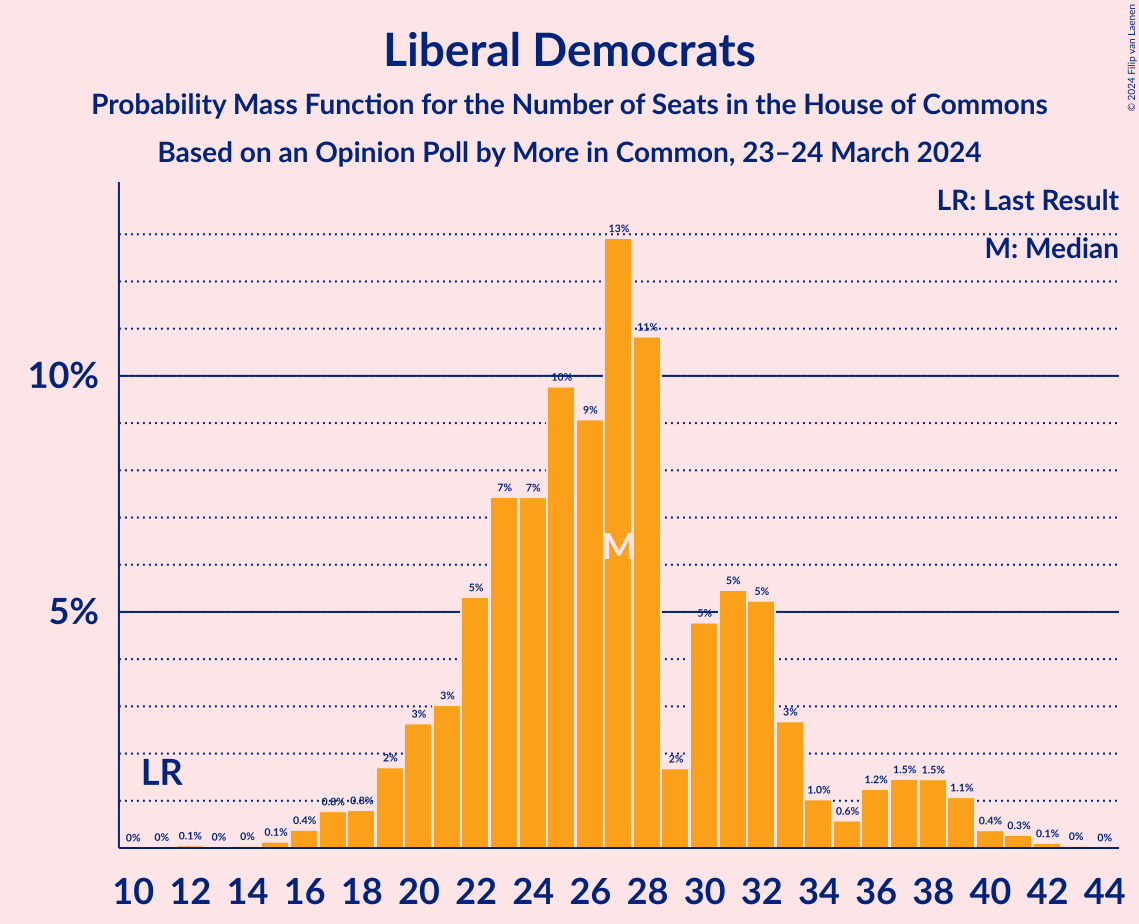 © 2024 Filip van Laenen
Liberal Democrats
Probability Mass Function for the Number of Seats in the House of Commons
Based on an Opinion Poll by More in Common, 23–24 March 2024
LR: Last Result
M: Median
10%
5%
LR
M
0% 0% 0.1% 0% 0% 0.1% 0.4% 0.8% 0.8% 2% 3% 3% 5% 7% 7% 10% 9% 13% 11% 2% 5% 5% 5% 3% 1.0% 0.6% 1.2% 1.5% 1.5% 1.1% 0.4% 0.3% 0.1% 0% 0%
10 12 14 16 18 20 22 24 26 28 30 32 34 36 38 40 42 44